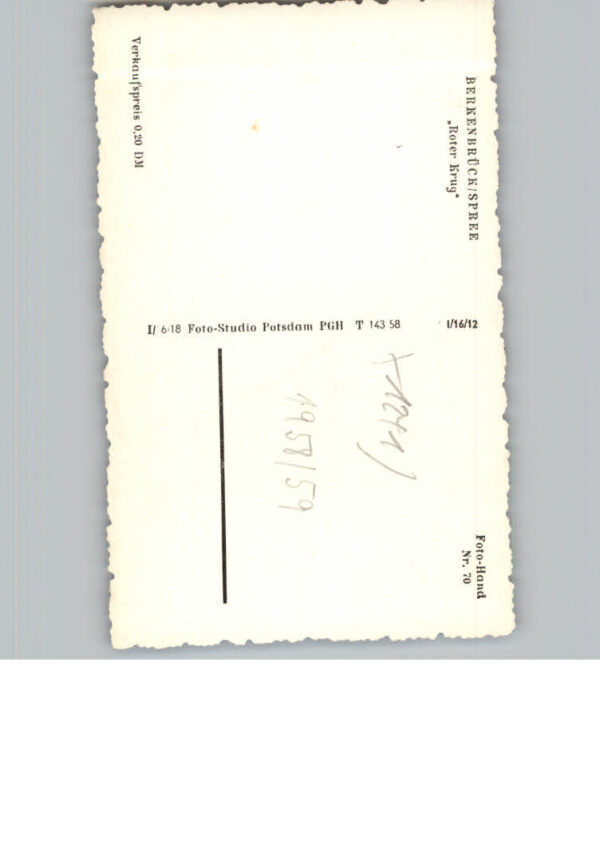 BERKENBRÜCK/SPREE
„Roter Krug"
Verkaufspreis 0,20 DM
I/ 6/18 Foto-Studio Potsdam PGH T 143 58
I/16/12
Foto-Hand
Nr. 70
1958/59